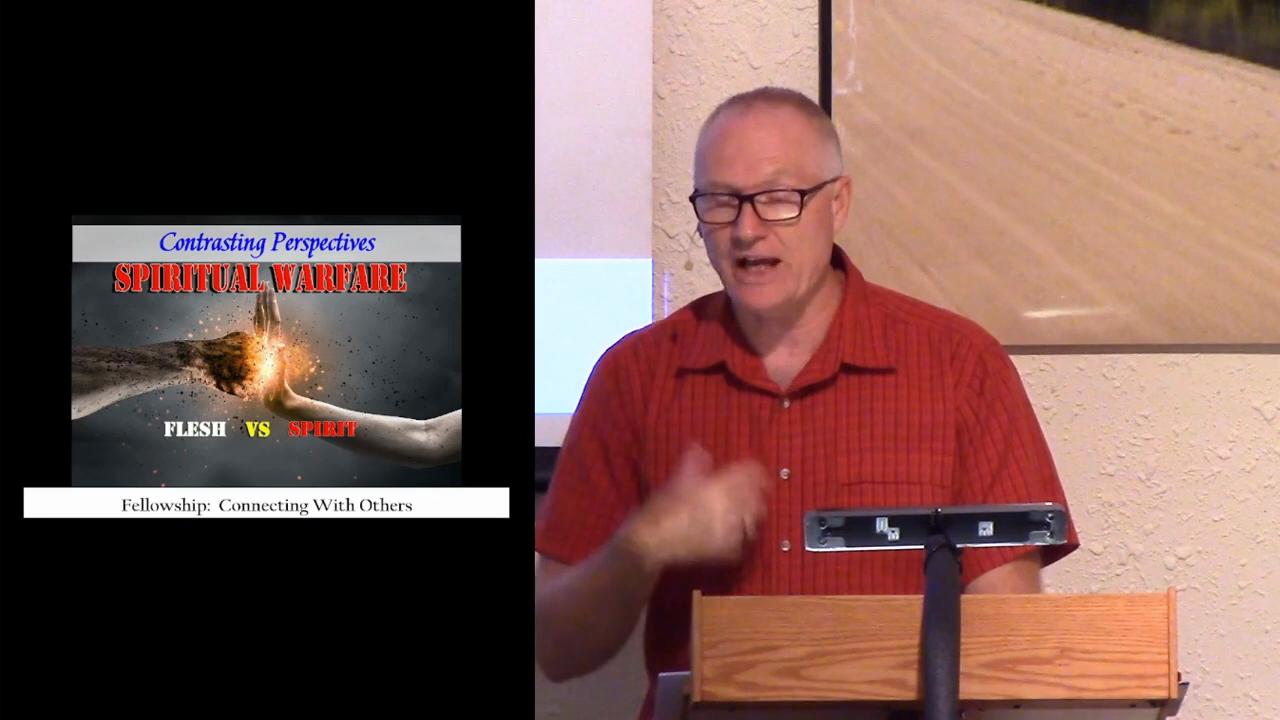 Contrasting Perspectives
SPIRITUAL WARFARE
FLESH VS SPIRIT
Fellowship: Connecting With Others